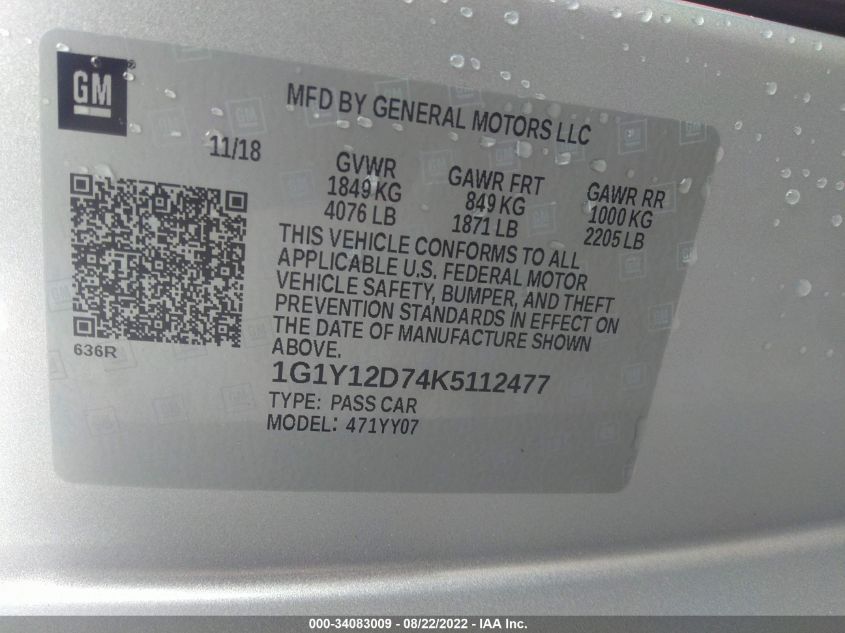 GM
®
MFD BY GENERAL MOTORS LLC
11/18
GVWR
1849 KG
4076 LB
GAWR FRT
849 KG
1871 LB
GAWR RR
1000 KG
2205 LB
THIS VEHICLE CONFORMS TO ALL
APPLICABLE U.S. FEDERAL MOTOR
VEHICLE SAFETY, BUMPER, AND THEFT
PREVENTION STANDARDS IN EFFECT ON
THE DATE OF MANUFACTURE SHOWN
ABOVE.
636R
1G1Y12D74K5112477
TYPE: PASS CAR
MODEL: 471YY07
000-34083009 - 08/22/2022 - IAA Inc.